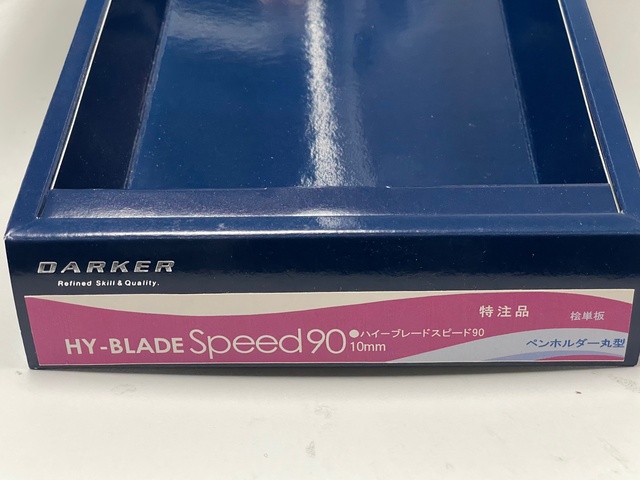 DARKER
Refined Skill & Quality.
特注品
桧単板
HY-BLADE Speed90
●ハイーブレードスピード90
10mm
ペンホルダー丸型